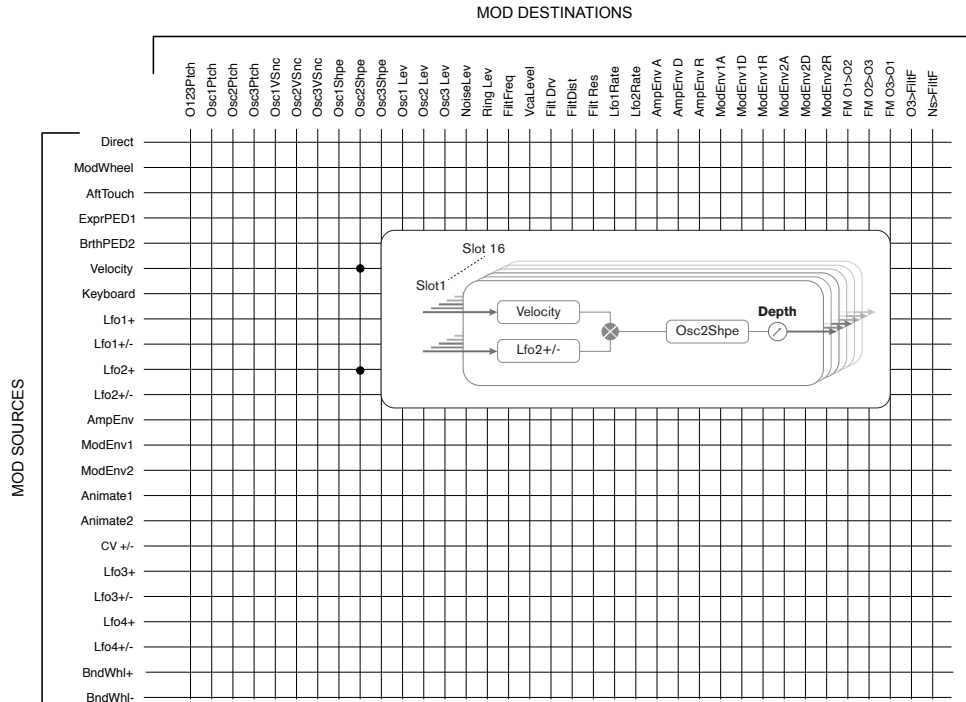 MOD DESTINATIONS
O123Ptch
Osc1Ptch
Osc2Ptch
Osc3Ptch
Osc1VSnc
Osc2VSnc
Osc3VSnc
Osc1Shpe
Osc2Shpe
Osc3Shpe
Osc1 Lev
Osc2 Lev
Osc3 Lev
NoiseLev
Ring Lev
FiltFreq
VcaLevel
Filt Drv
FiltDist
Filt Res
Lfo1Rate
Lfo2Rate
AmpEnv A
AmpEnv D
AmpEnv R
ModEnv1A
ModEnv1D
ModEnv1R
ModEnv2A
ModEnv2D
ModEnv2R
FM O1>O2
FM O2>O3
FM O3>O1
O3>FiltF
Ns>FiltF
MOD SOURCES
Direct
ModWheel
AftTouch
ExprPED1
BrthPED2
Velocity
Keyboard
Lfo1+
Lfo1+/-
Lfo2+
Lfo2+/-
AmpEnv
ModEnv1
ModEnv2
Animate1
Animate2
CV +/-
Lfo3+
Lfo3+/-
Lfo4+
Lfo4+/-
BndWhl+
BndWhl-
Slot 16
Slot1
Velocity
Lfo2+/-
Osc2Shpe
Depth